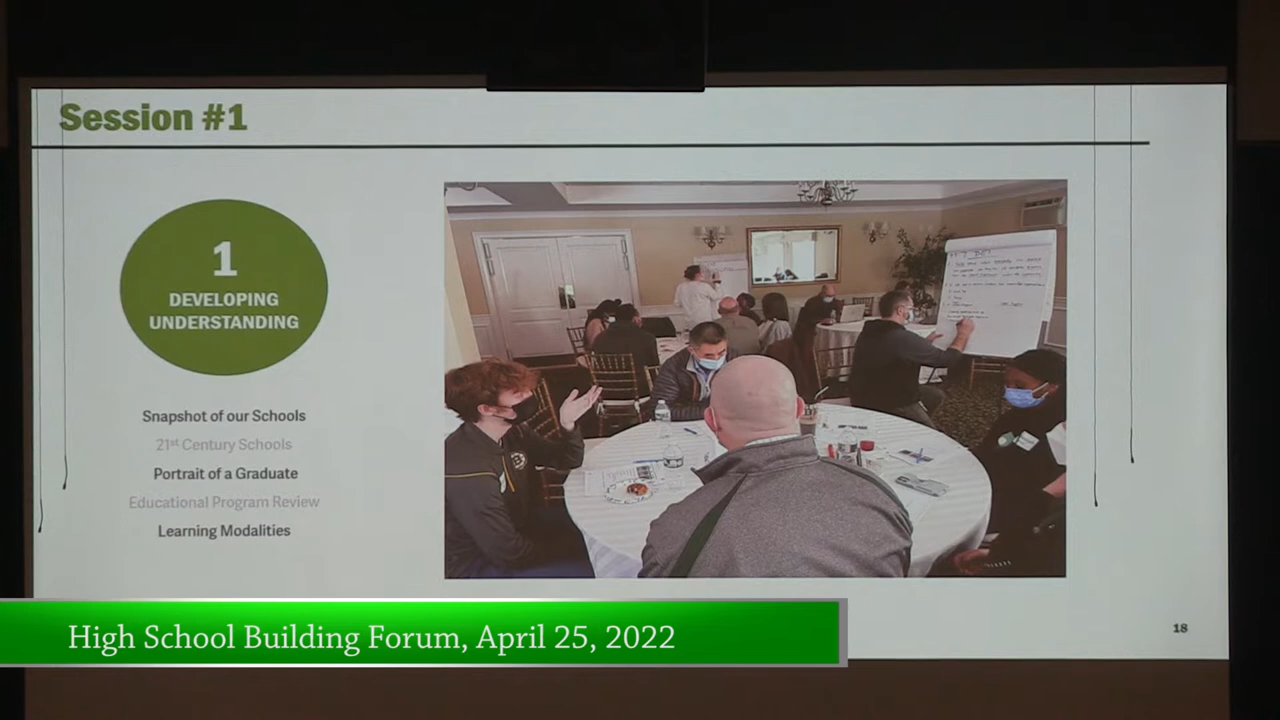 Session #1
1
DEVELOPING
UNDERSTANDING
Snapshot of our Schools
21st Century Schools
Portrait of a Graduate
Educational Program Review
Learning Modalities
High School Building Forum, April 25, 2022
18